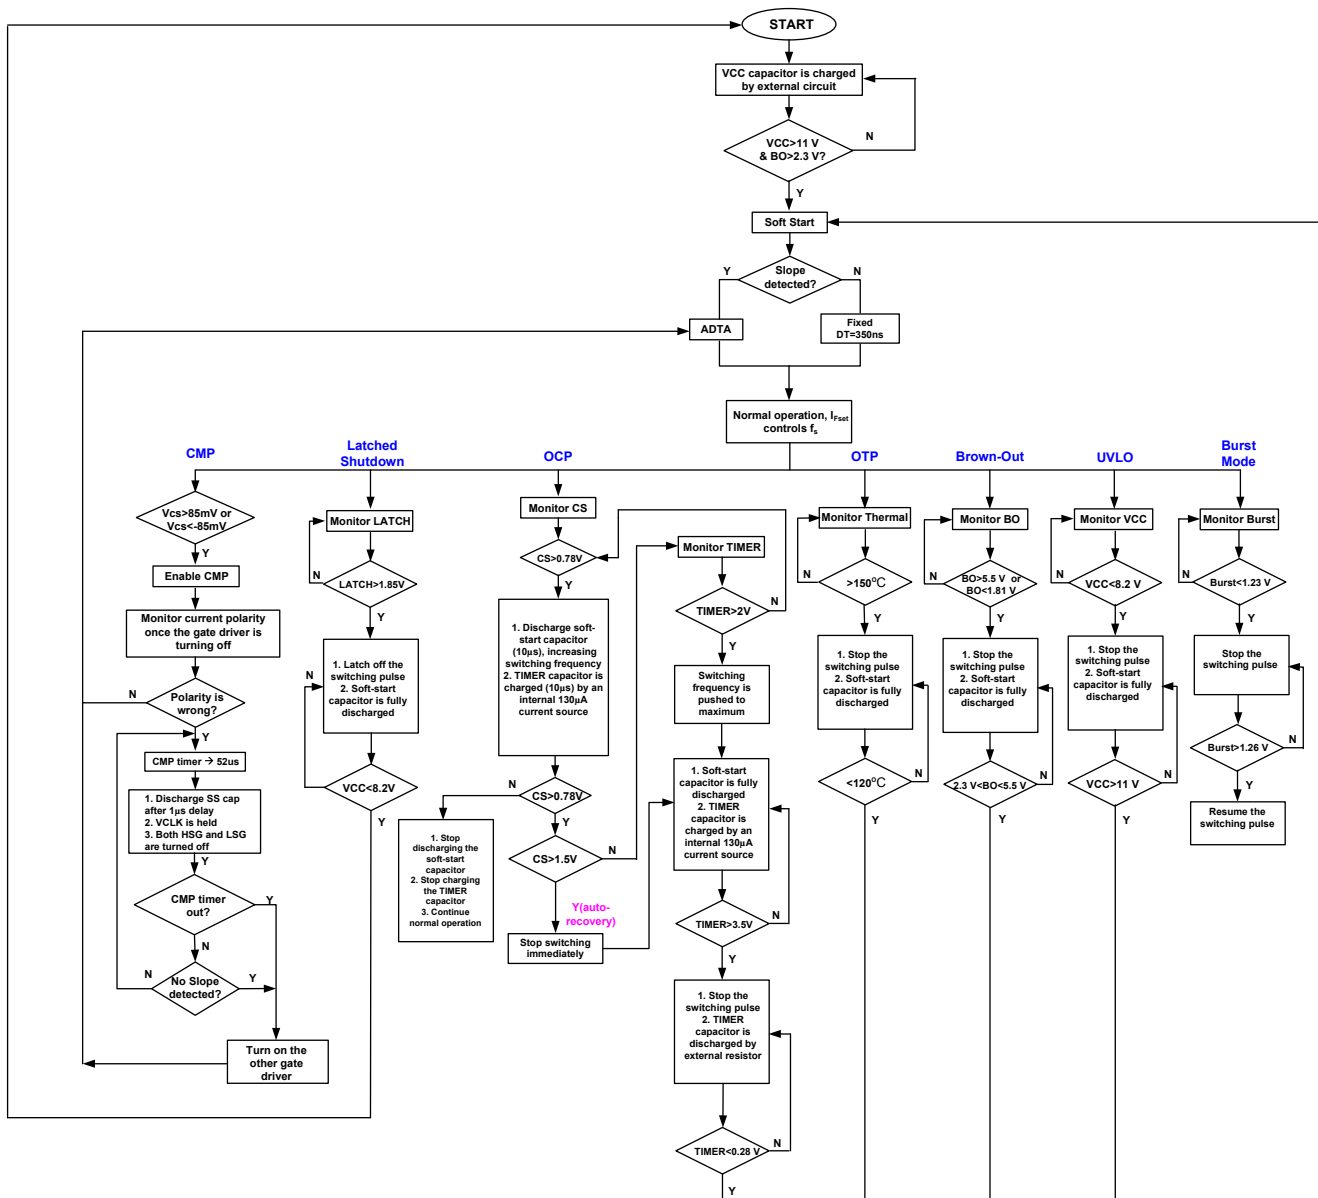 START
VCC capacitor is charged
by external circuit
VCC>11 V
& BO>2.3 V?
N
Y
Soft Start
Slope
detected?
Y
N
ADTA
Fixed
DT=350ns
Normal operation, IFset
controls fs
CMP
Vcs>85mV or
Vcs<-85mV
Y
Enable CMP
Monitor current polarity
once the gate driver is
turning off
Polarity is
wrong?
N
Y
CMP timer → 52us
1. Discharge SS cap
after 1µs delay
2. VCLK is held
3. Both HSG and LSG
are turned off
Y
CMP timer
out?
Y
N
No Slope
detected?
N
Y
Turn on the
other gate
driver
Latched
Shutdown
Monitor LATCH
LATCH>1.85V
N
Y
1. Latch off the
switching pulse
2. Soft-start
capacitor is fully
discharged
VCC<8.2V
N
Y
OCP
Monitor CS
CS>0.78V
Y
1. Discharge soft-
start capacitor
(10µs), increasing
switching frequency
2. TIMER capacitor is
charged (10µs) by an
internal 130µA
current source
CS>0.78V
N
Y
1. Stop
discharging the
soft-start
capacitor
2. Stop charging
the TIMER
capacitor
3. Continue
normal operation
CS>1.5V
N
Y(auto-
recovery)
Stop switching
immediately
Monitor TIMER
TIMER>2V
N
Y
Switching
frequency is
pushed to
maximum
1. Soft-start
capacitor is fully
discharged
2. TIMER
capacitor is
charged by an
internal 130µA
current source
TIMER>3.5V
N
Y
1. Stop the
switching pulse
2. TIMER
capacitor is
discharged by
external resistor
TIMER<0.28 V
N
Y
OTP
Monitor Thermal
>150°C
N
Y
1. Stop the
switching pulse
2. Soft-start
capacitor is fully
discharged
<120°C
N
Y
Brown-Out
Monitor BO
BO>5.5 V or
BO<1.81 V
N
Y
1. Stop the
switching pulse
2. Soft-start
capacitor is fully
discharged
2.3 V<BO<5.5 V
N
Y
UVLO
Monitor VCC
VCC<8.2 V
N
Y
1. Stop the
switching pulse
2. Soft-start
capacitor is fully
discharged
VCC>11 V
N
Y
Burst
Mode
Monitor Burst
Burst<1.23 V
N
Y
Stop the
switching pulse
Burst>1.26 V
N
Y
Resume the
switching pulse